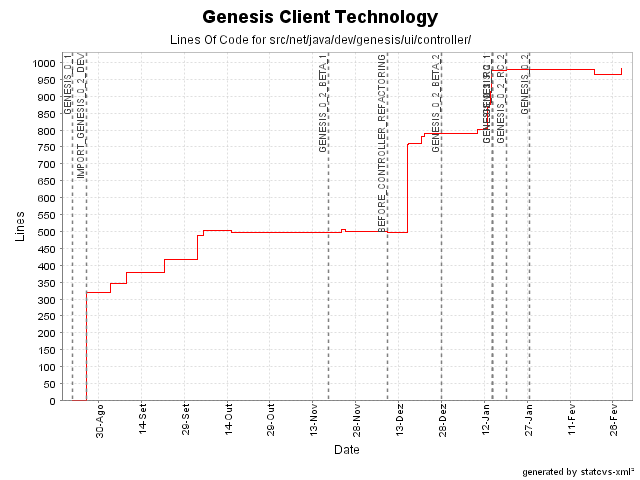 Genesis Client Technology
Lines Of Code for src/net/java/dev/genesis/ui/controller/
Lines
1000
950
900
850
800
750
700
650
600
550
500
450
400
350
300
250
200
150
100
50
0
GENESIS_0_1
IMPORT_GENESIS_0_2_DEV
GENESIS_0_2_BETA_1
BEFORE_CONTROLLER_REFACTORING
GENESIS_0_2_BETA_2
GENESIS_0_2_RC_2
GENESIS_0_2
30-Ago
14-Set
29-Set
14-Out
29-Out
13-Nov
28-Nov
13-Dez
28-Dez
12-Jan
27-Jan
11-Fev
26-Fev
Date
generated by statcvs-xml²